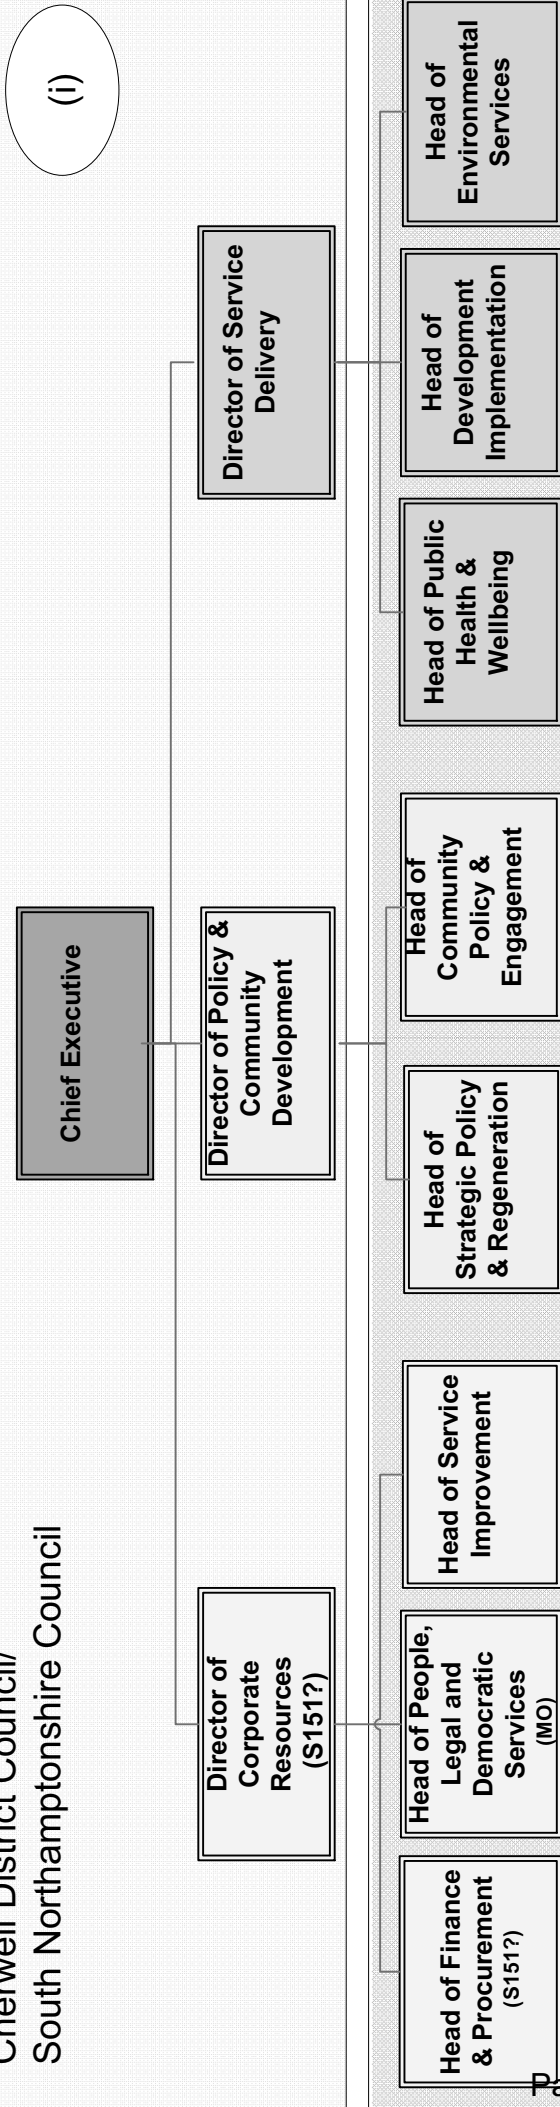 Cherwell District Council/
South Northamptonshire Council
(i)
Chief Executive
Director of
Corporate
Resources
(S151?)
Director of Policy &
Community
Development
Director of Service
Delivery
Head of Finance
& Procurement
(S151?)
Head of People,
Legal and
Democratic
Services
(MO)
Head of Service
Improvement
Head of
Strategic Policy
& Regeneration
Head of
Community
Policy &
Engagement
Head of Public
Health &
Wellbeing
Head of
Development
Implementation
Head of
Environmental
Services